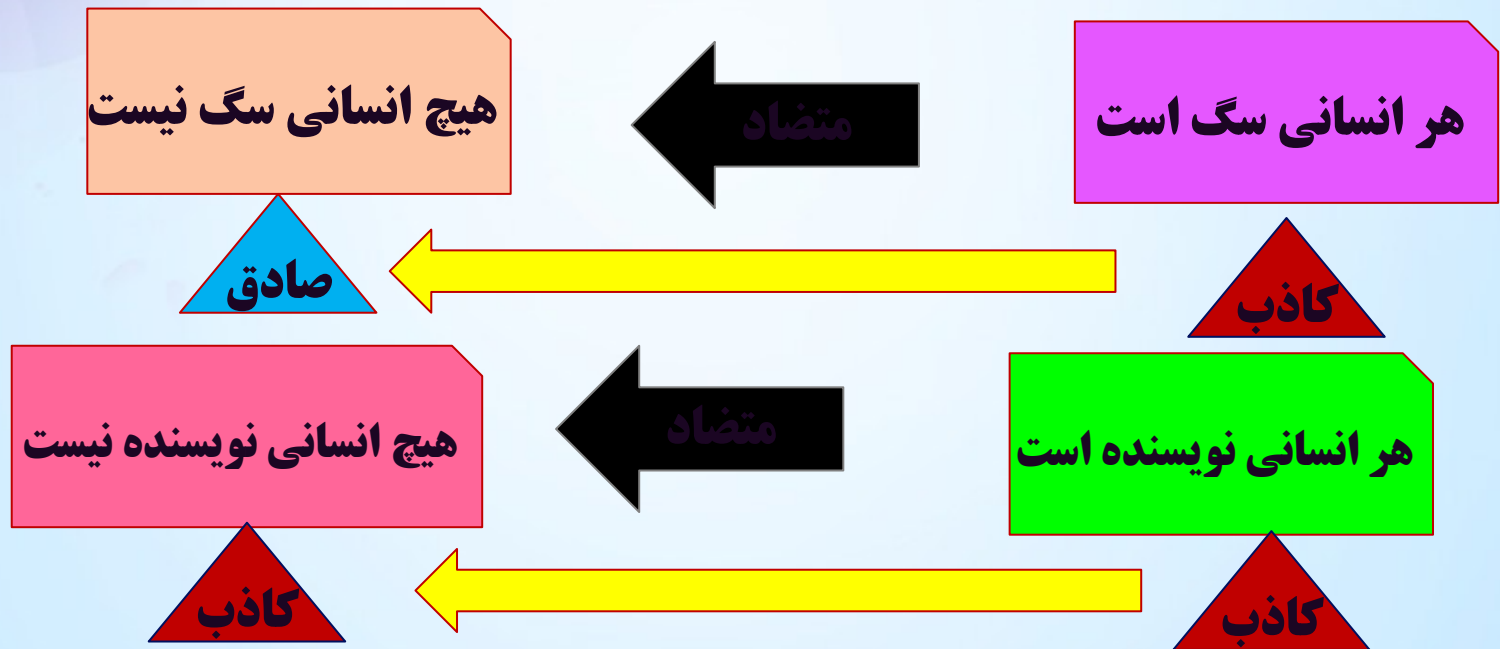 هر انسانی سگ است
متضاد
هیچ انسانی سگ نیست
کاذب
صادق
هر انسانی نویسنده است
متضاد
هیچ انسانی نویسنده نیست
کاذب
کاذب